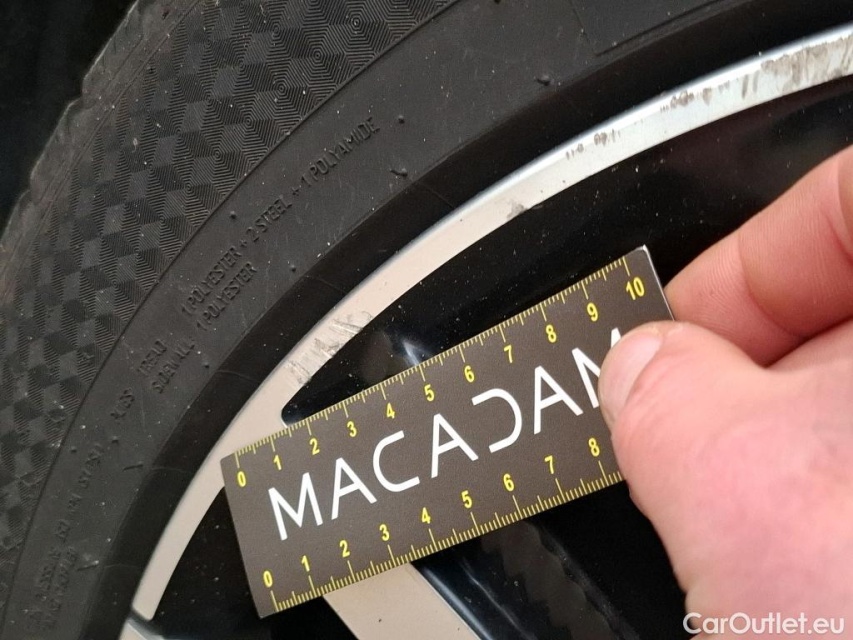 1 POLYESTER + 2 STEEL + 1 POLYAMIDE
TREAD
SIDEWALL 1 POLYESTER
0 1 2 3 4 5 6 7 8 9 10
MACADAM
0 1 2 3 4 5 6 7 8
CarOutlet.eu